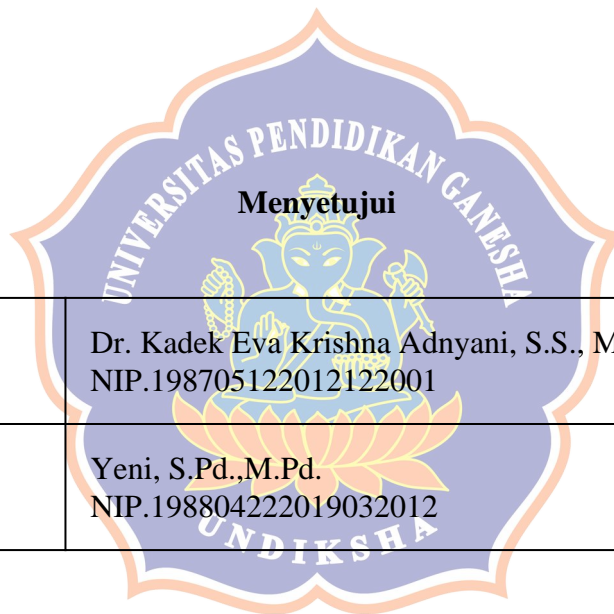 UNIVERSITAS PENDIDIKAN GANESHA
Menyetujui
Dr. Kadek Eva Krishna Adnyani, S.S., M
NIP.198705122012122001
Yeni, S.Pd.,M.Pd.
NIP.198804222019032012
UNDIKSHA